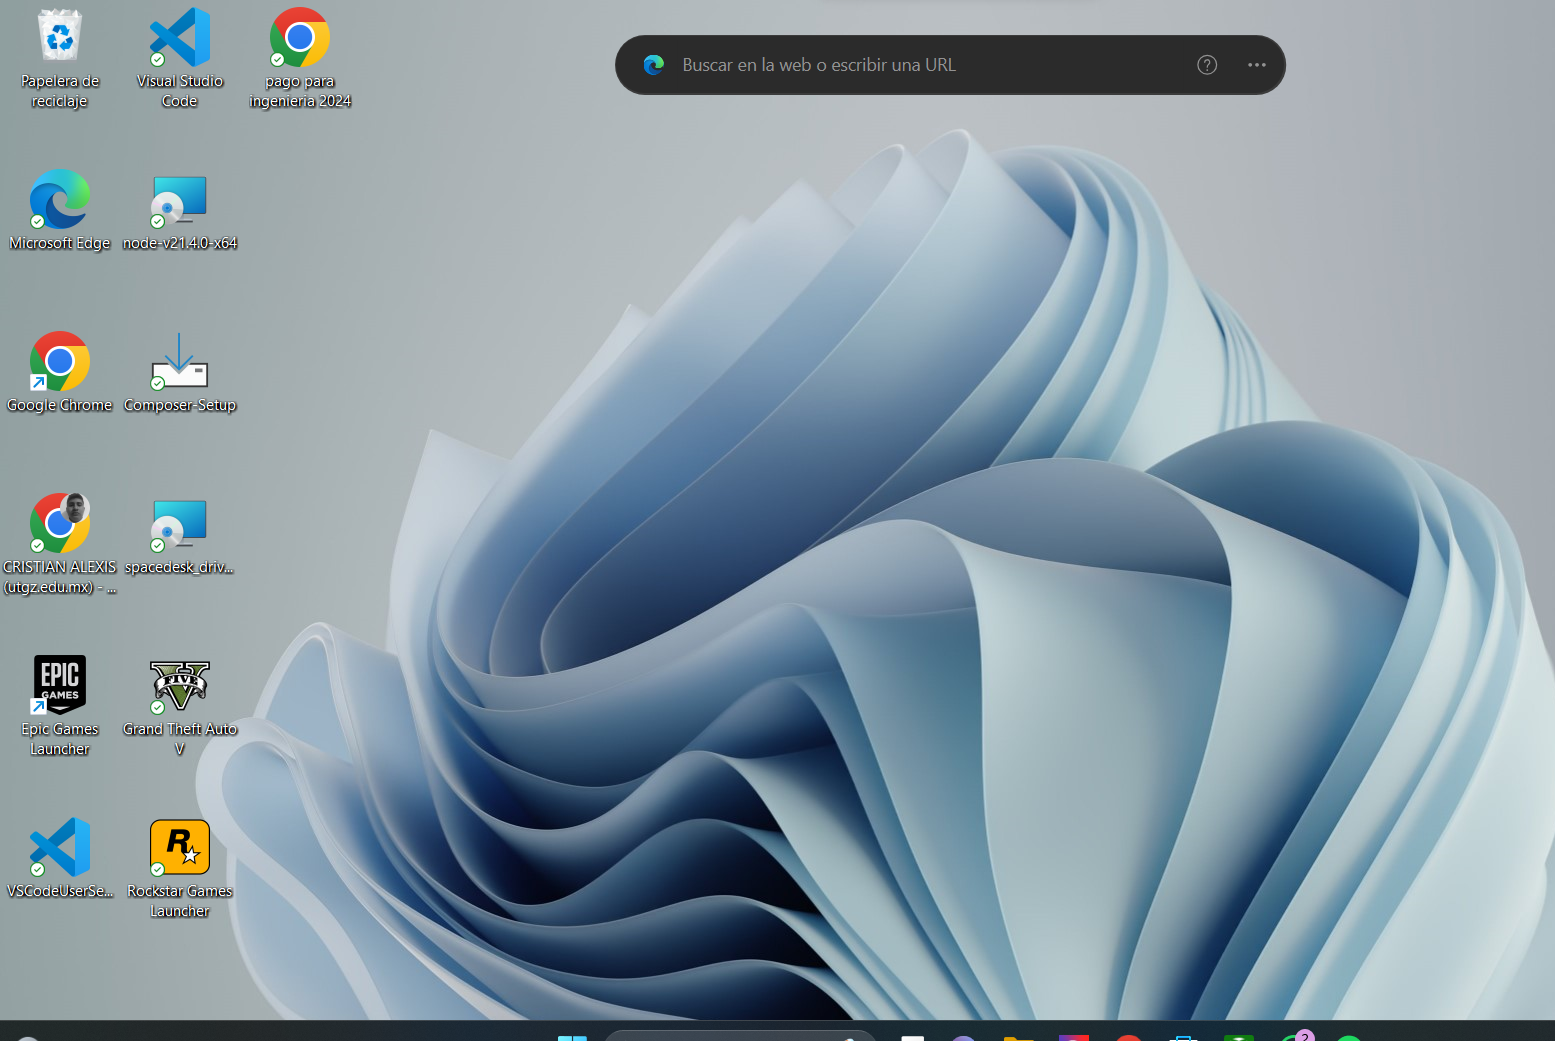 Buscar en la web o escribir una URL
Papelera de
reciclaje
Visual Studio
Code
pago para
ingenieria 2024
Microsoft Edge
node-v21.4.0-x64
Google Chrome
Composer-Setup
CRISTIAN ALEXIS
(utgz.edu.mx) - ...
spacedesk_driv...
EPIC
GAMES
Epic Games
Launcher
FIVE
Grand Theft Auto
V
VSCodeUserSe...
R
Rockstar Games
Launcher
2